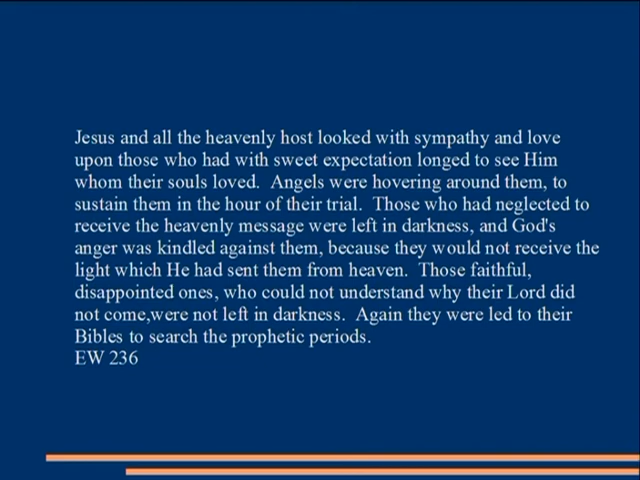 Jesus and all the heavenly host looked with sympathy and love
upon those who had with sweet expectation longed to see Him
whom their souls loved.  Angels were hovering around them, to
sustain them in the hour of their trial.  Those who had neglected to
receive the heavenly message were left in darkness, and God's
anger was kindled against them, because they would not receive the
light which He had sent them from heaven.  Those faithful,
disappointed ones, who could not understand why their Lord did
not come,were not left in darkness.  Again they were led to their
Bibles to search the prophetic periods.
EW 236